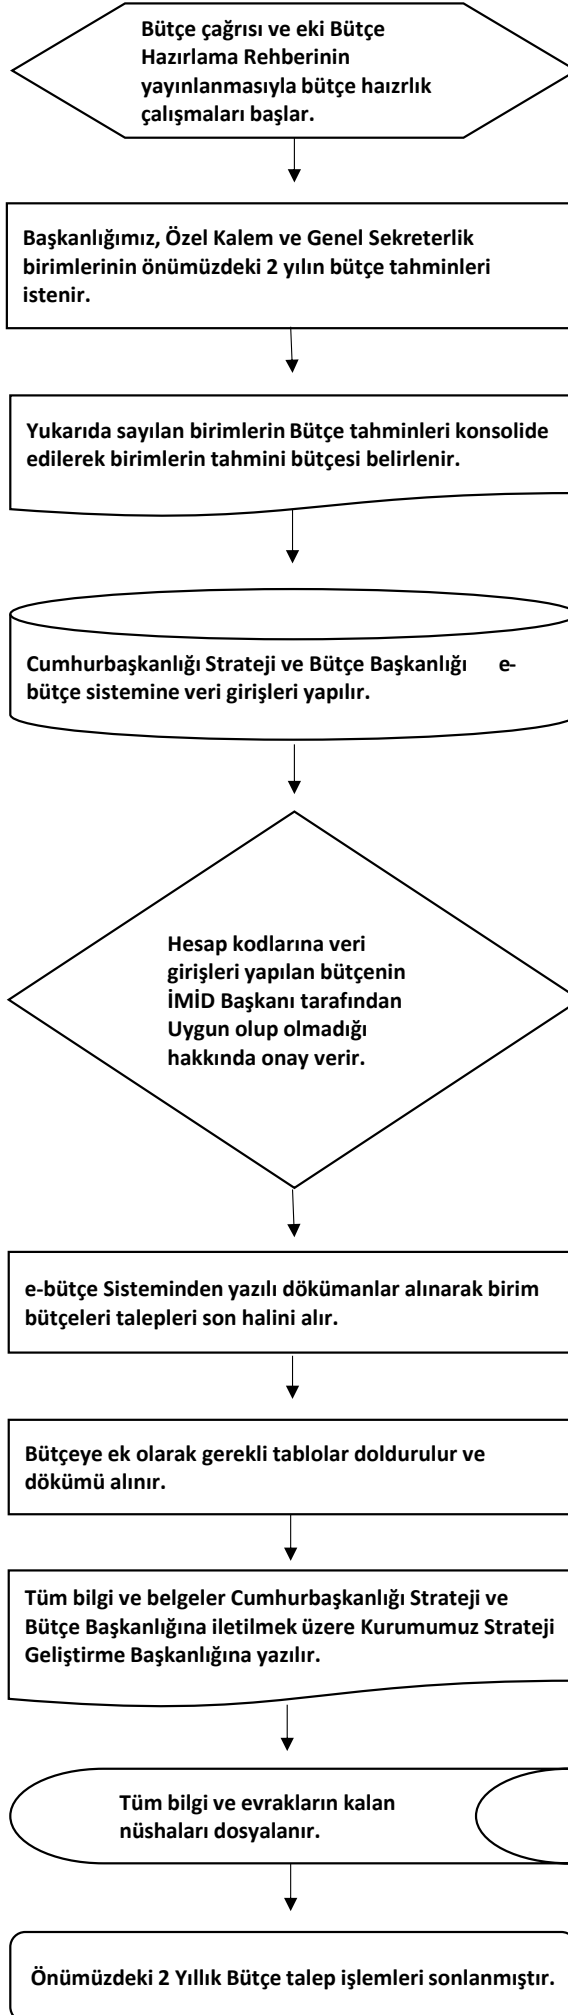 Bütçe çağrısı ve eki Bütçe
Hazırlama Rehberinin
yayınlanmasıyla bütçe haızrlık
çalışmaları başlar.
Başkanlığımız, Özel Kalem ve Genel Sekreterlik
birimlerinin önümüzdeki 2 yılın bütçe tahminleri
istenir.
Yukarıda sayılan birimlerin Bütçe tahminleri konsolide
edilerek birimlerin tahmini bütçesi belirlenir.
Cumhurbaşkanlığı Strateji ve Bütçe Başkanlığı e-
bütçe sistemine veri girişleri yapılır.
Hesap kodlarına veri
girişleri yapılan bütçenin
İMİD Başkanı tarafından
Uygun olup olmadığı
hakkında onay verir.
e-bütçe Sisteminden yazılı dökümanlar alınarak birim
bütçeleri talepleri son halini alır.
Bütçeye ek olarak gerekli tablolar doldurulur ve
dökümü alınır.
Tüm bilgi ve belgeler Cumhurbaşkanlığı Strateji ve
Bütçe Başkanlığına iletilmek üzere Kurumumuz Strateji
Geliştirme Başkanlığına yazılır.
Tüm bilgi ve evrakların kalan
nüshaları dosyalanır.
Önümüzdeki 2 Yıllık Bütçe talep işlemleri sonlanmıştır.